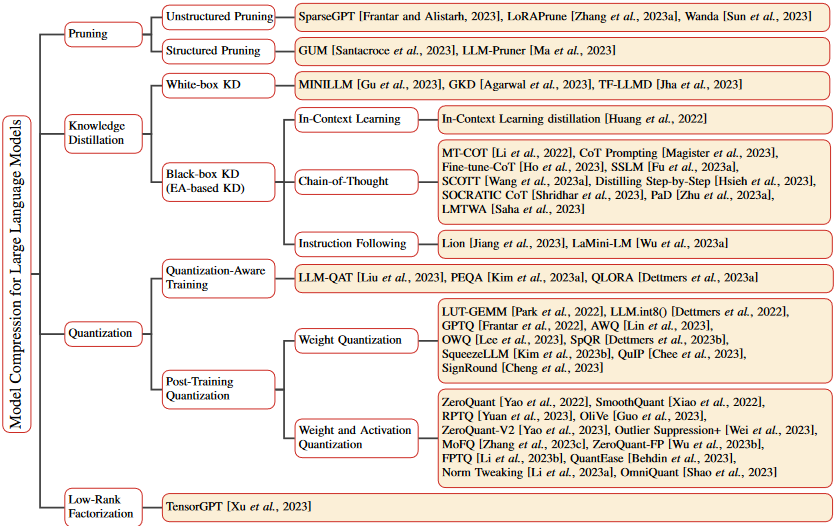 Model Compression for Large Language Models
Pruning
Unstructured Pruning
SparseGPT [Frantar and Alistarh, 2023], LoRAPrune [Zhang et al., 2023a], Wanda [Sun et al., 2023]
Structured Pruning
GUM [Santacroce et al., 2023], LLM-Pruner [Ma et al., 2023]
Knowledge
Distillation
White-box KD
MINILLM [Gu et al., 2023], GKD [Agarwal et al., 2023], TF-LLMD [Jha et al., 2023]
Black-box KD
(EA-based KD)
In-Context Learning
In-Context Learning distillation [Huang et al., 2022]
Chain-of-Thought
MT-COT [Li et al., 2022], CoT Prompting [Magister et al., 2023],
Fine-tune-CoT [Ho et al., 2023], SSLM [Fu et al., 2023a],
SCOTT [Wang et al., 2023a], Distilling Step-by-Step [Hsieh et al., 2023],
SOCRATIC CoT [Shridhar et al., 2023], PaD [Zhu et al., 2023a],
LMTWA [Saha et al., 2023]
Instruction Following
Lion [Jiang et al., 2023], LaMini-LM [Wu et al., 2023a]
Quantization
Quantization-Aware
Training
LLM-QAT [Liu et al., 2023], PEQA [Kim et al., 2023a], QLORA [Dettmers et al., 2023a]
Post-Training
Quantization
Weight Quantization
LUT-GEMM [Park et al., 2022], LLM.int8() [Dettmers et al., 2022],
GPTQ [Frantar et al., 2022], AWQ [Lin et al., 2023],
OWQ [Lee et al., 2023], SpQR [Dettmers et al., 2023b],
SqueezeLLM [Kim et al., 2023b], QuIP [Chee et al., 2023],
SignRound [Cheng et al., 2023]
Weight and Activation
Quantization
ZeroQuant [Yao et al., 2022], SmoothQuant [Xiao et al., 2022],
RPTQ [Yuan et al., 2023], OliVe [Guo et al., 2023],
ZeroQuant-V2 [Yao et al., 2023], Outlier Suppression+ [Wei et al., 2023],
MoFQ [Zhang et al., 2023c], ZeroQuant-FP [Wu et al., 2023b],
FPTQ [Li et al., 2023b], QuantEase [Behdin et al., 2023],
Norm Tweaking [Li et al., 2023a], OmniQuant [Shao et al., 2023]
Low-Rank
Factorization
TensorGPT [Xu et al., 2023]